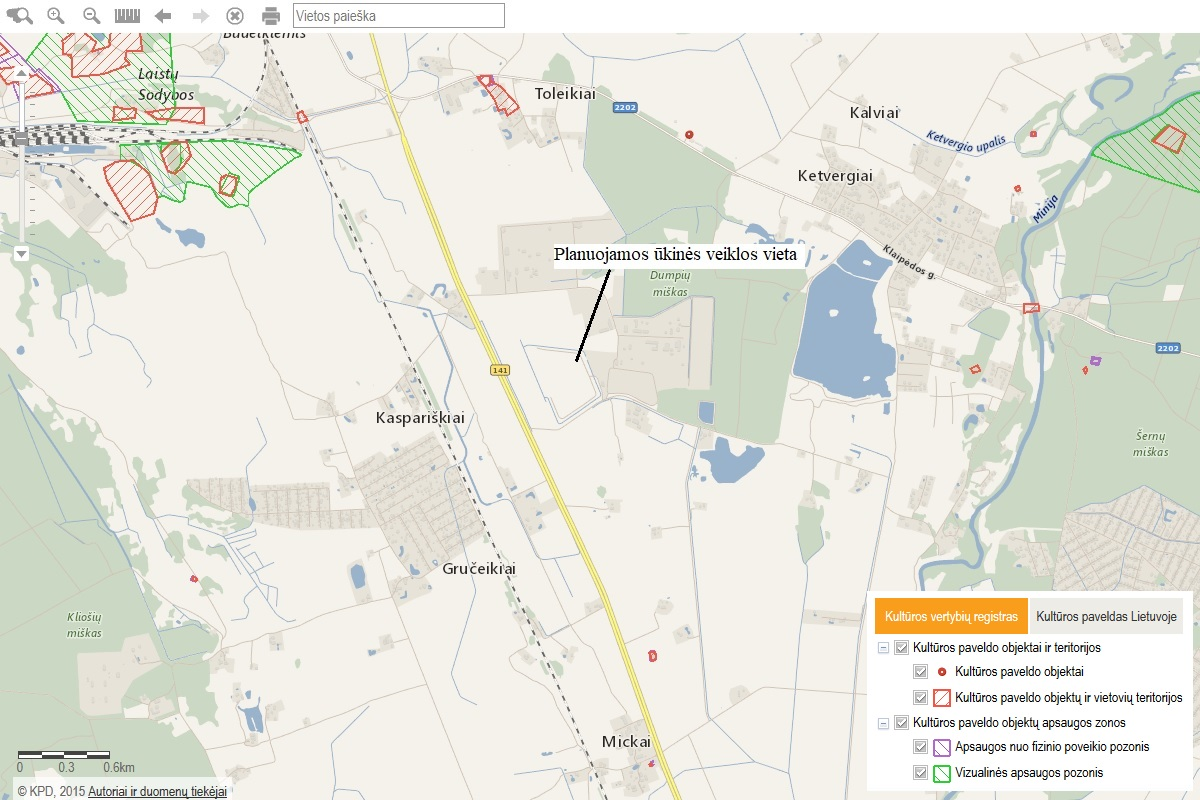 Vietos paieška
Budelkiemis
Laistų
Sodybos
Toleikiai
2202
Kalviai
Ketvergio upalis
Ketvergiai
Minija
Klaipėdos g.
Planuojamos ūkinės veiklos vieta
Dumpių
miškas
141
2202
Kaspariškiai
Šernų
miškas
Gručeikiai
Kliošių
miškas
Mickai
Kultūros vertybių registras
Kultūros paveldas Lietuvoje
Kultūros paveldo objektai ir teritorijos
Kultūros paveldo objektai
Kultūros paveldo objektų ir vietovių teritorijos
Kultūros paveldo objektų apsaugos zonos
Apsaugos nuo fizinio poveikio pozonis
Vizualinės apsaugos pozonis
0 0.3 0.6km
© KPD, 2015 Autoriai ir duomenų tiekėjai